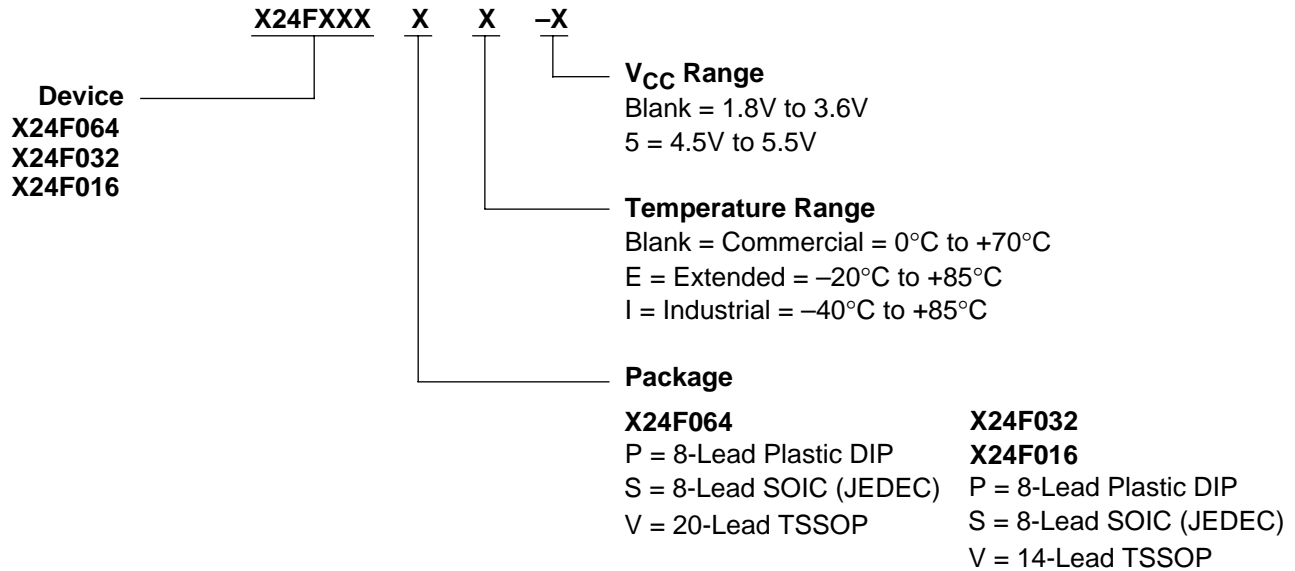 X24FXXX X X –X
Device
X24F064
X24F032
X24F016
VCC Range
Blank = 1.8V to 3.6V
5 = 4.5V to 5.5V
Temperature Range
Blank = Commercial = 0°C to +70°C
E = Extended = –20°C to +85°C
I = Industrial = –40°C to +85°C
Package
X24F064
P = 8-Lead Plastic DIP
S = 8-Lead SOIC (JEDEC)
V = 20-Lead TSSOP
X24F032
X24F016
P = 8-Lead Plastic DIP
S = 8-Lead SOIC (JEDEC)
V = 14-Lead TSSOP